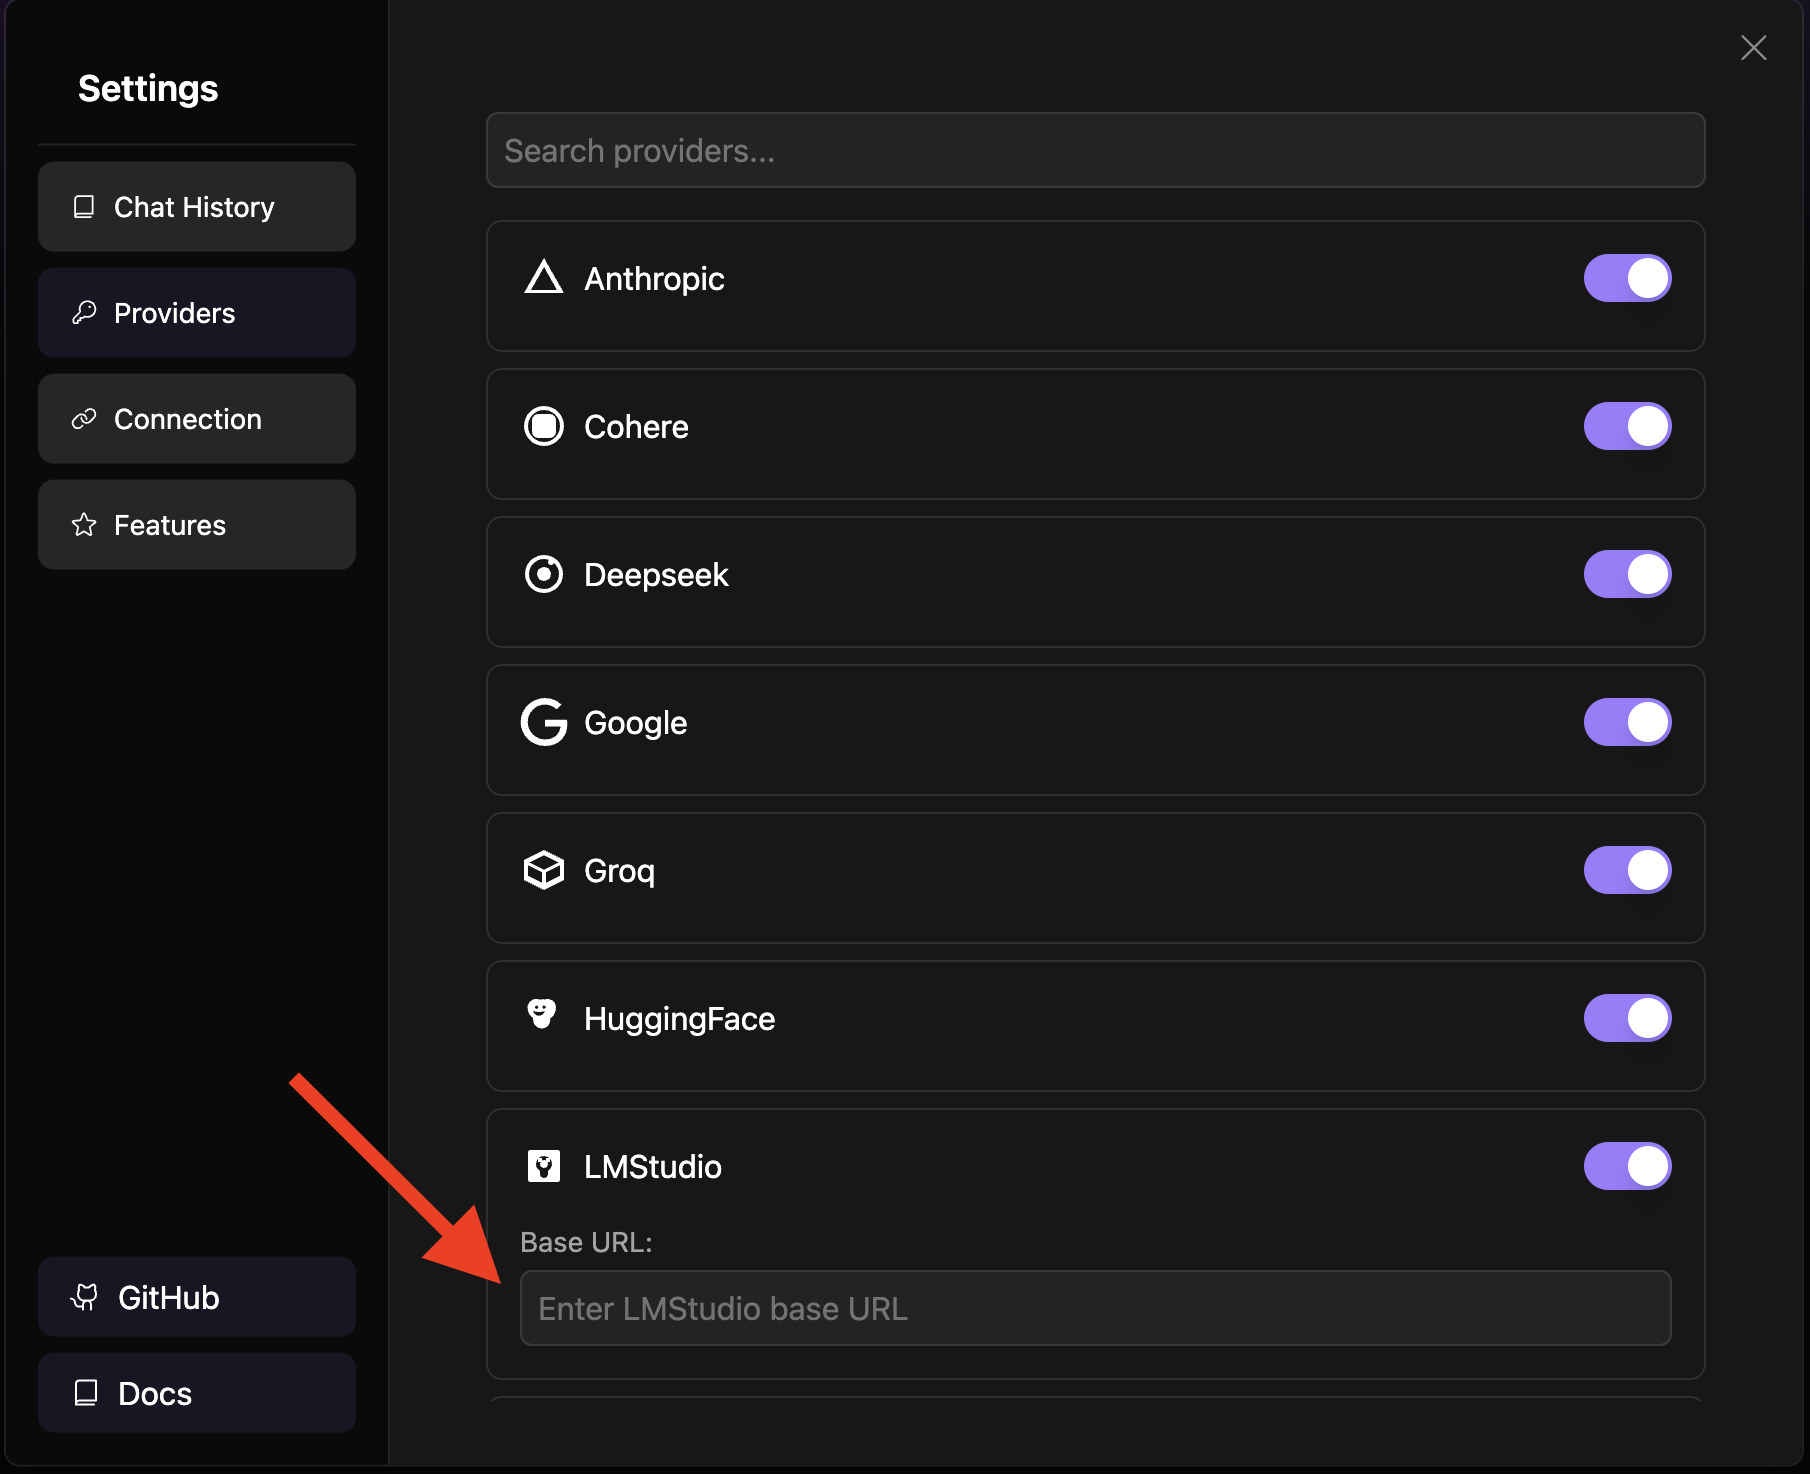 Settings
Chat History
Providers
Connection
Features
GitHub
Docs
Search providers...
Anthropic
Cohere
Deepseek
Google
Groq
HuggingFace
LMStudio
Base URL:
Enter LMStudio base URL